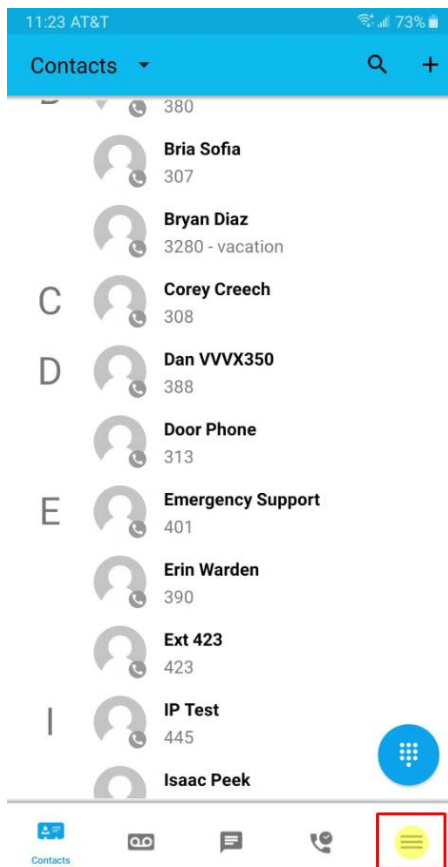 11:23 AT&T 73%
Contacts
380
Bria Sofia
307
Bryan Diaz
3280 - vacation
C
Corey Creech
308
D
Dan VVVX350
388
Door Phone
313
E
Emergency Support
401
Erin Warden
390
Ext 423
423
I
IP Test
445
Isaac Peek
Contacts